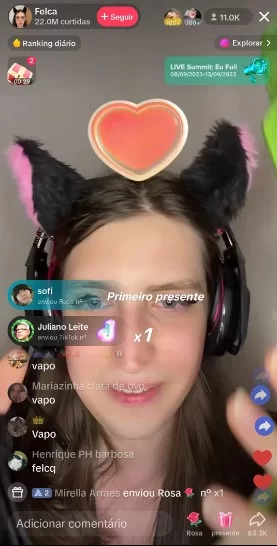 Felca
22.0M curtidas
+ Seguir
11.0K
Ranking diário
Explorar >
2
00:29
LIVE Summit: Eu Fui!
08/09/2023-13/09/2023
sofi
enviou Rosa nº
Primeiro presente
Juliano Leite
enviou TikTok nº
x1
vapo
Mariazinha clara de ovo
vapo
Vapo
Henrique PH barbosa
felcq
2 Mirella Arraes enviou Rosa nº x1
Adicionar comentário
Rosa
presente
83.3K